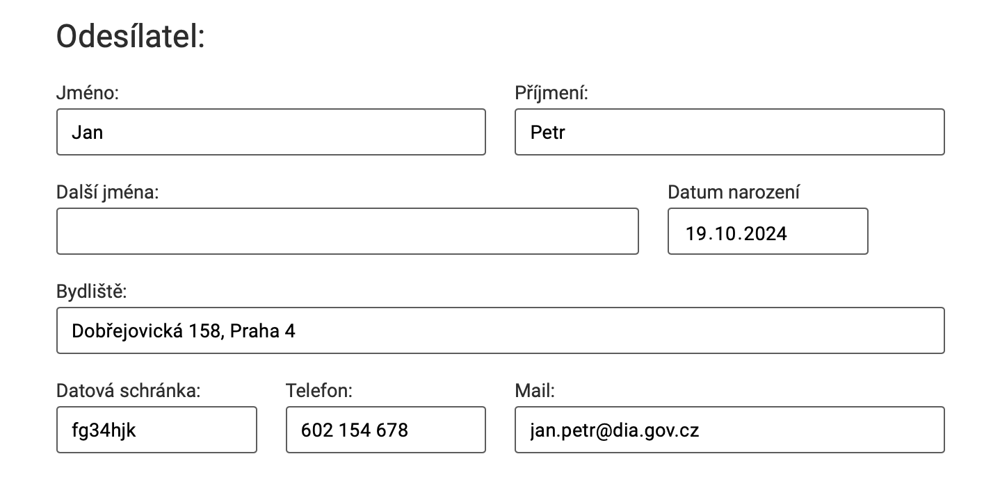 Odesílatel:
Jméno: Příjmení:
Jan Petr
Další jména: Datum narození
19.10.2024
Bydliště:
Dobřejovická 158, Praha 4
Datová schránka: Telefon: Mail:
fg34hjk 602 154 678 jan.petr@dia.gov.cz